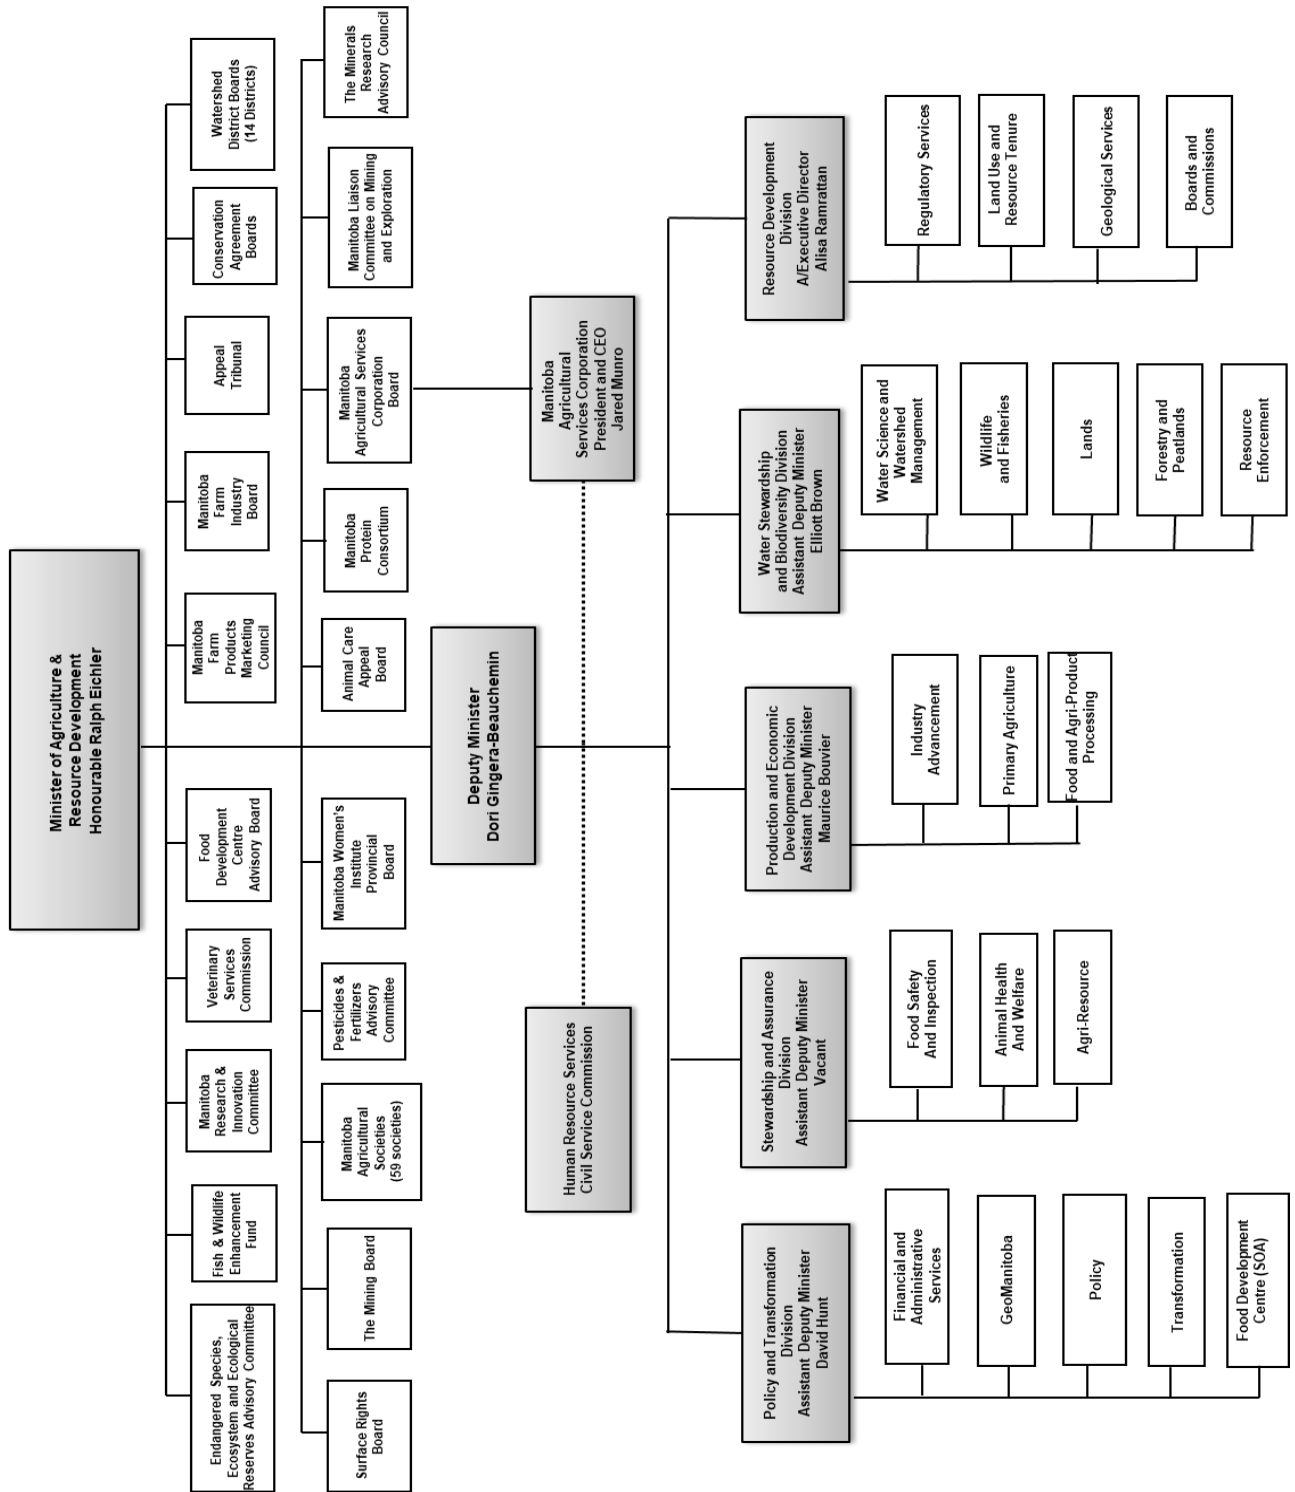 Minister of Agriculture &
Resource Development
Honourable Ralph Eichler
Endangered Species,
Ecosystem and Ecological
Reserves Advisory Committee
Fish & Wildlife
Enhancement
Fund
Manitoba
Research &
Innovation
Committee
Veterinary
Services
Commission
Food
Development
Centre
Advisory Board
Manitoba
Farm
Products
Marketing
Council
Manitoba
Farm
Industry
Board
Appeal
Tribunal
Conservation
Agreement
Boards
Watershed
District Boards
(14 Districts)
Surface Rights
Board
The Mining Board
Manitoba
Agricultural
Societies
(59 societies)
Pesticides &
Fertilizers
Advisory
Committee
Manitoba Women's
Institute
Provincial
Board
Animal Care
Appeal
Board
Manitoba
Protein
Consortium
Manitoba
Agricultural Services
Corporation
Board
Manitoba Liaison
Committee on Mining
and Exploration
The Minerals
Research
Advisory Council
Deputy Minister
Dori Gingera-Beauchemin
Human Resource Services
Civil Service Commission
Manitoba
Agricultural
Services Corporation
President and CEO
Jared Munro
Policy and Transformation
Division
Assistant Deputy Minister
David Hunt
Financial and
Administrative
Services
GeoManitoba
Policy
Transformation
Food Development
Centre (SOA)
Stewardship and Assurance
Division
Assistant Deputy Minister
Vacant
Food Safety
And Inspection
Animal Health
And Welfare
Agri-Resource
Production and Economic
Development Division
Assistant Deputy Minister
Maurice Bouvier
Industry
Advancement
Primary Agriculture
Food and Agri-Product
Processing
Water Stewardship
and Biodiversity Division
Assistant Deputy Minister
Elliott Brown
Water Science and
Watershed
Management
Wildlife
and Fisheries
Lands
Forestry and
Peatlands
Resource
Enforcement
Resource Development
Division
A/Executive Director
Alisa Ramrattan
Regulatory Services
Land Use and
Resource Tenure
Geological Services
Boards and
Commissions